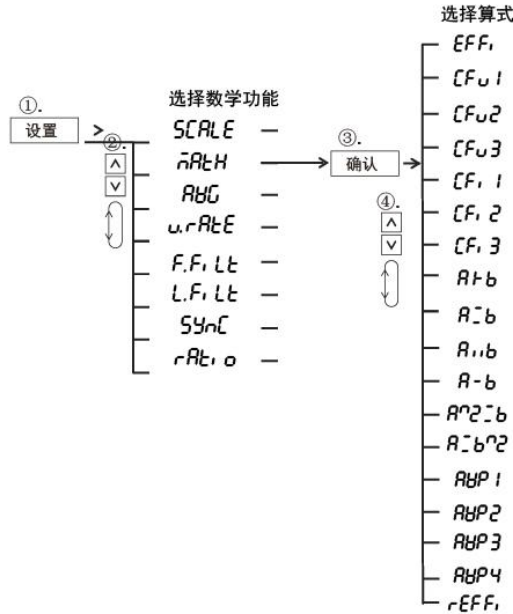 选择算式
①.
设置
②.
选择数学功能
SCALE
MAtH
AVG
u.rAtE
F.FiLt
L.FiLt
SYnC
rAtio
③.
确认
④.
EFFi
CFu1
CFu2
CFu3
CFi1
CFi2
CFi3
A-b
A^2-b
A-b^2
AVP1
AVP2
AVP3
AVP4
rEFFi